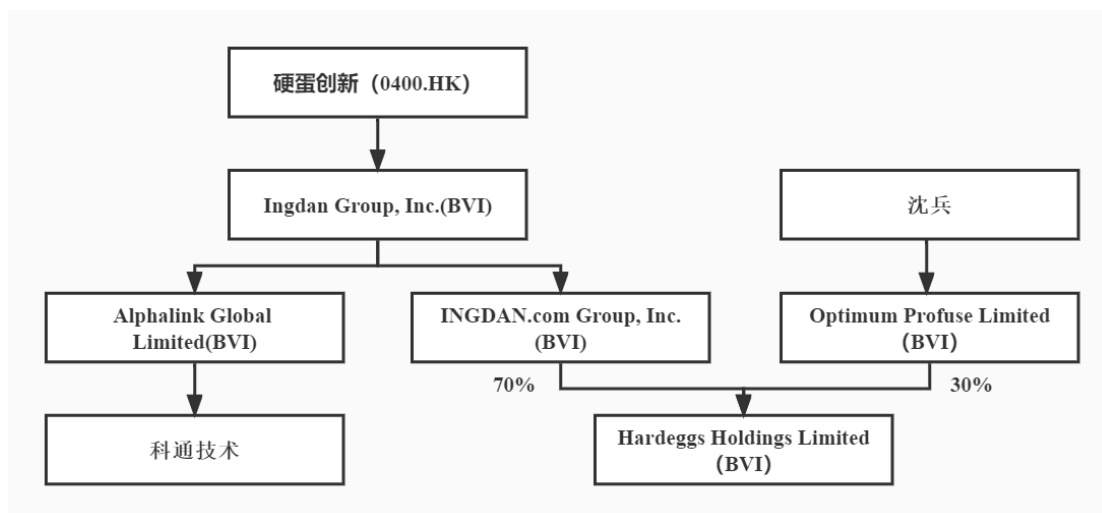 硬蛋创新（0400.HK）
Ingdan Group, Inc.(BVI)
沈兵
Alphalink Global
Limited(BVI)
INGDAN.com Group, Inc.
(BVI)
Optimum Profuse Limited
（BVI）
70%
30%
科通技术
Hardeggs Holdings Limited
（BVI）